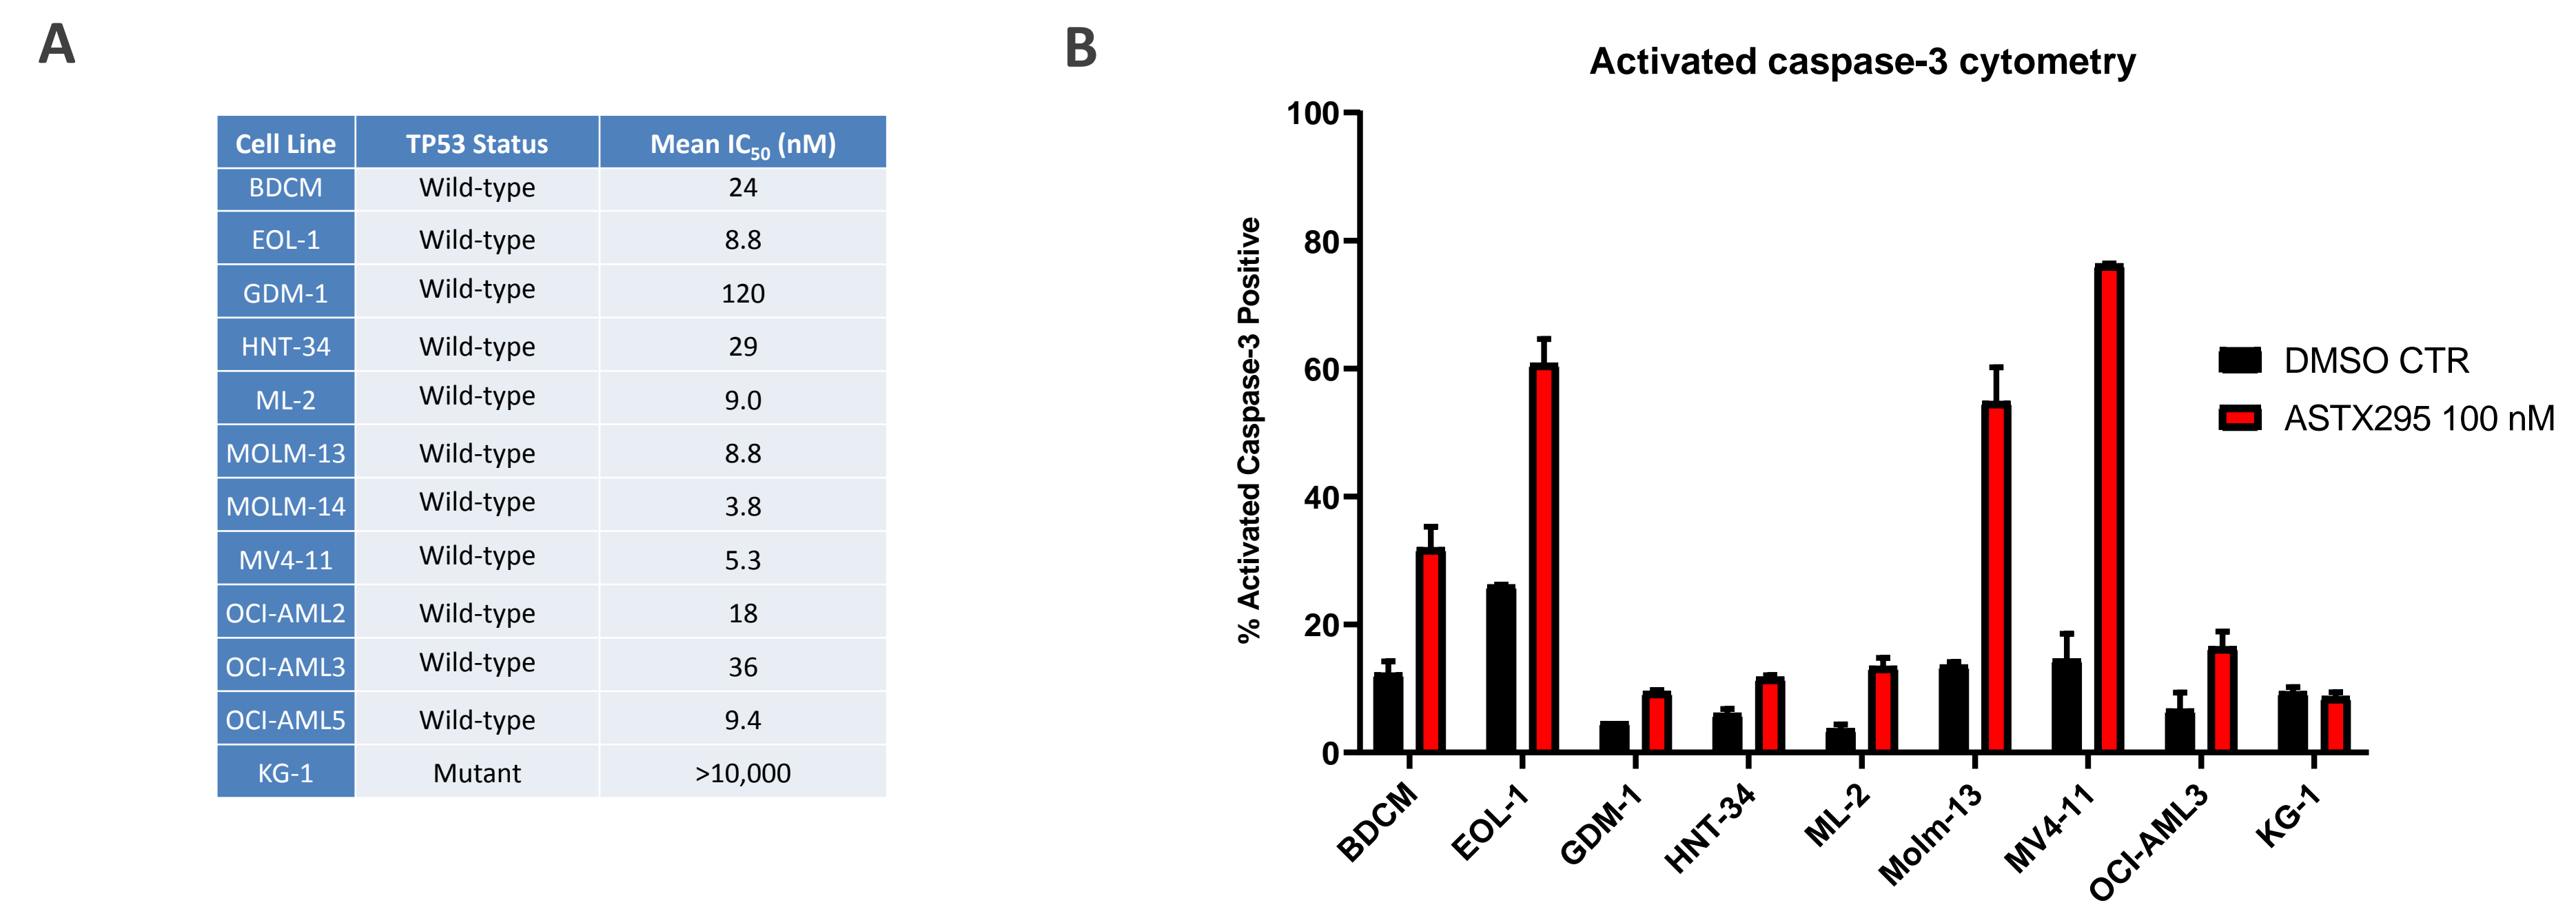 A
Cell Line TP53 Status Mean IC50 (nM)
BDCM Wild-type 24
EOL-1 Wild-type 8.8
GDM-1 Wild-type 120
HNT-34 Wild-type 29
ML-2 Wild-type 9.0
MOLM-13 Wild-type 8.8
MOLM-14 Wild-type 3.8
MV4-11 Wild-type 5.3
OCI-AML2 Wild-type 18
OCI-AML3 Wild-type 36
OCI-AML5 Wild-type 9.4
KG-1 Mutant >10,000
B
Activated caspase-3 cytometry
% Activated Caspase-3 Positive
100
80
60
40
20
0
BDCM
EOL-1
GDM-1
HNT-34
ML-2
Molm-13
MV4-11
OCI-AML3
KG-1
DMSO CTR
ASTX295 100 nM